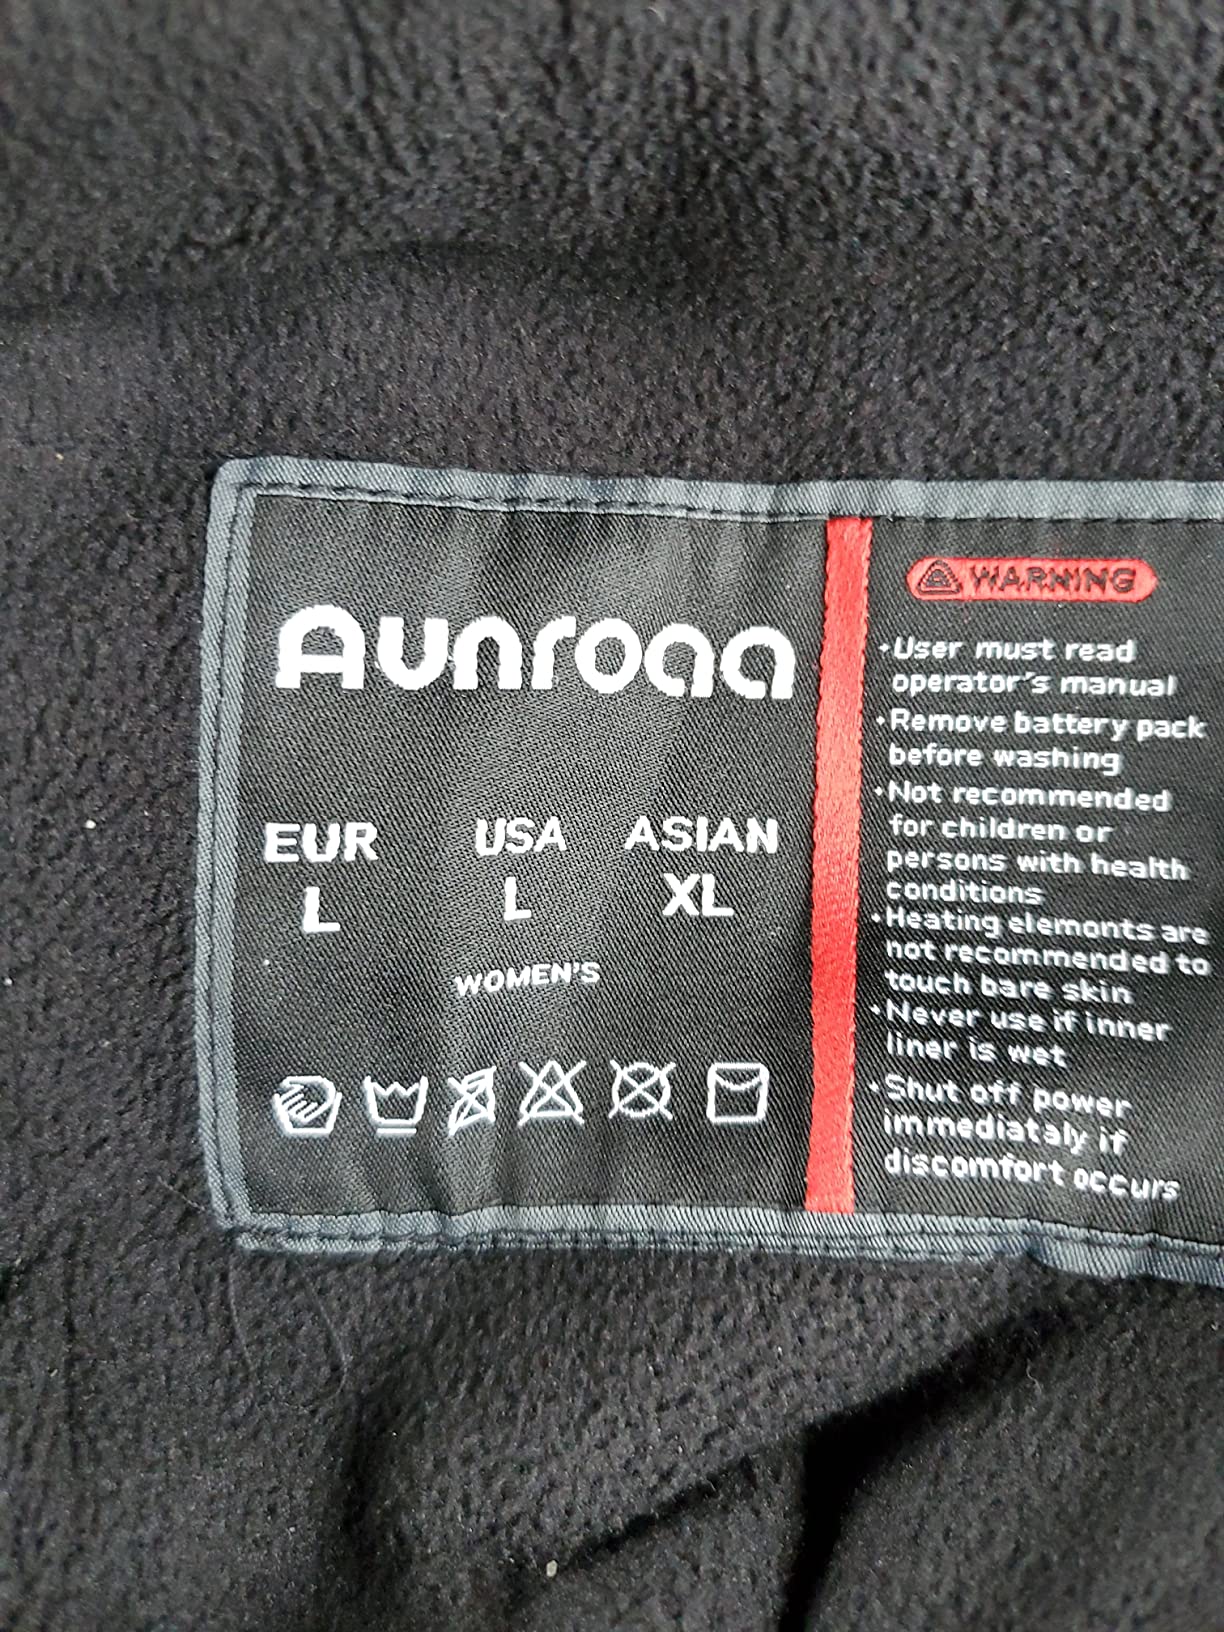 Aunroaa
EUR USA ASIAN
L L XL
WOMEN'S
WARNING
•User must read
operator's manual
•Remove battery pack
before washing
•Not recommended
for children or
persons with health
conditions
•Heating elemonts are
not recommended to
touch bare skin
•Never use if inner
liner is wet
•Shut off power
immediataly if
discomfort occurs